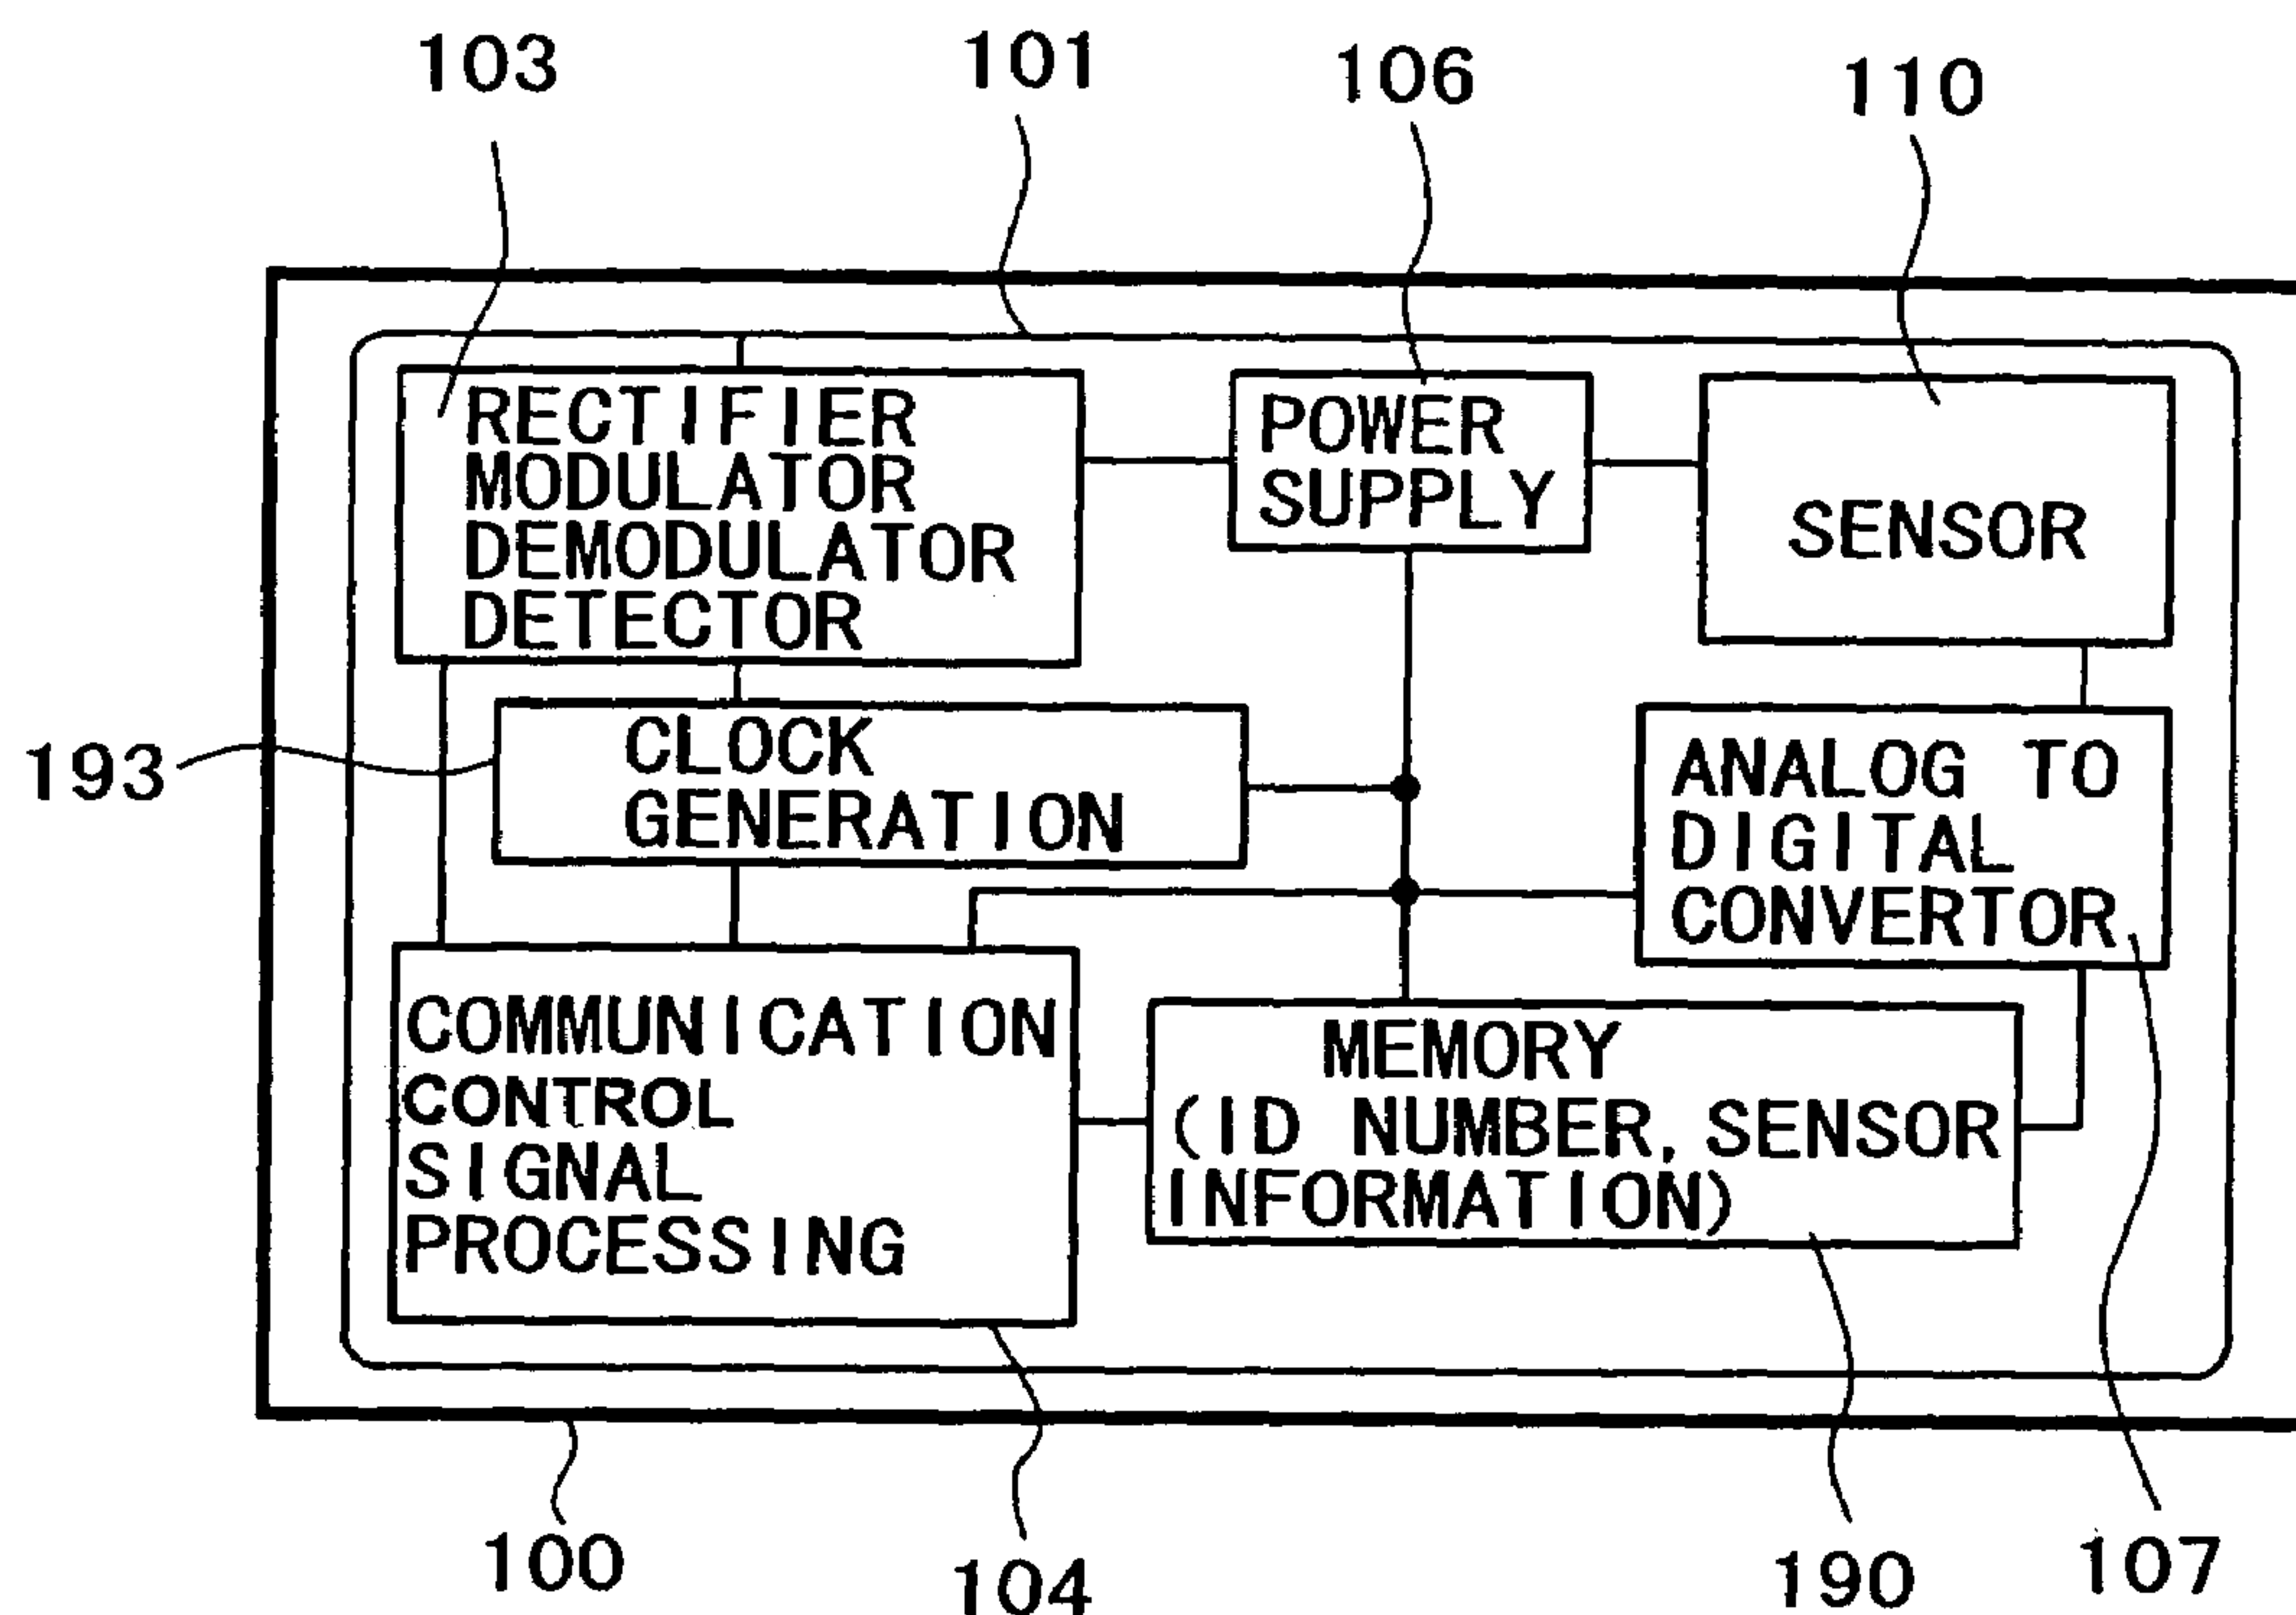 103
101
106
110
RECTIFIER
MODULATOR
DEMODULATOR
DETECTOR
POWER
SUPPLY
SENSOR
193
CLOCK
GENERATION
ANALOG TO
DIGITAL
CONVERTOR
COMMUNICATION
CONTROL
SIGNAL
PROCESSING
MEMORY
(ID NUMBER, SENSOR
INFORMATION)
100
104
190
107